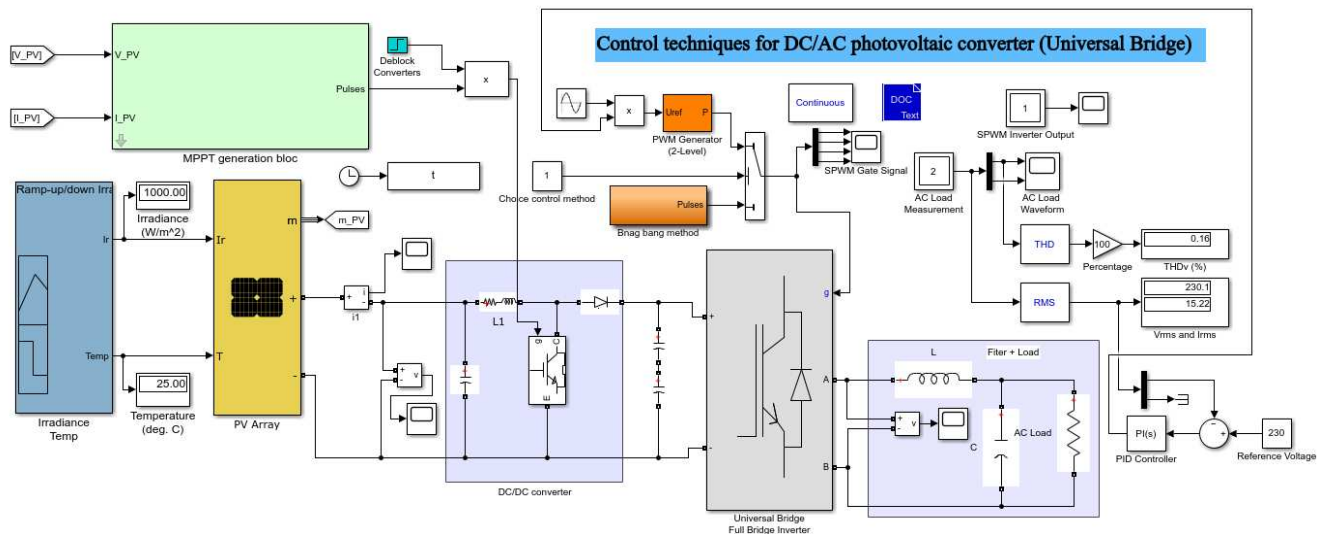 Control techniques for DC/AC photovoltaic converter (Universal Bridge)
[V_PV]
V_PV
Pulses
[I_PV]
I_PV
MPPT generation bloc
Deblock
Converters
x
x
Uref
P
PWM Generator
(2-Level)
Continuous
DOC
Text
1
SPWM Inverter Output
SPWM Gate Signal
2
AC Load
Measurement
AC Load
Waveform
t
1
Choice control method
Pulses
Bnag bang method
THD
100
Percentage
0.16
THDv (%)
RMS
230.1
15.22
Vrms and Irms
Ramp-up/down Irra
1000.00
Irradiance
(W/m^2)
Ir
Temp
25.00
Temperature
(deg. C)
Irradiance
Temp
m
m_PV
Ir
T
+
-
PV Array
+
i
-
i1
+
-
v
L1
g
C
E
DC/DC converter
g
+
-
A
B
Universal Bridge
Full Bridge Inverter
L
Fiter + Load
+
-
v
C
AC Load
PI(s)
PID Controller
−
+
230
Reference Voltage